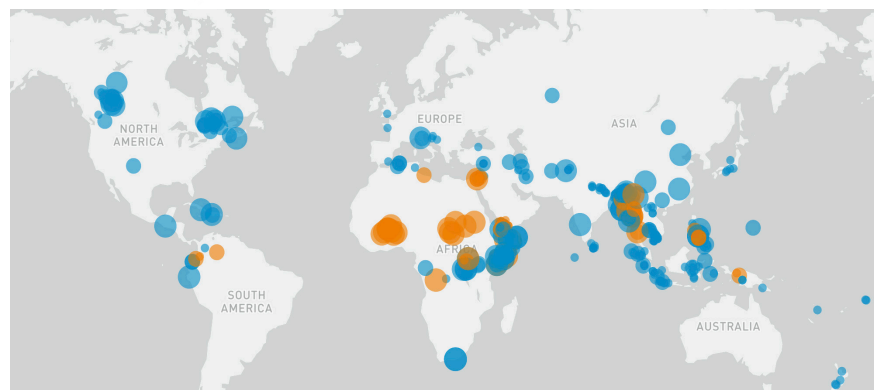 EUROPE
ASIA
NORTH
AMERICA
AFRICA
SOUTH
AMERICA
AUSTRALIA